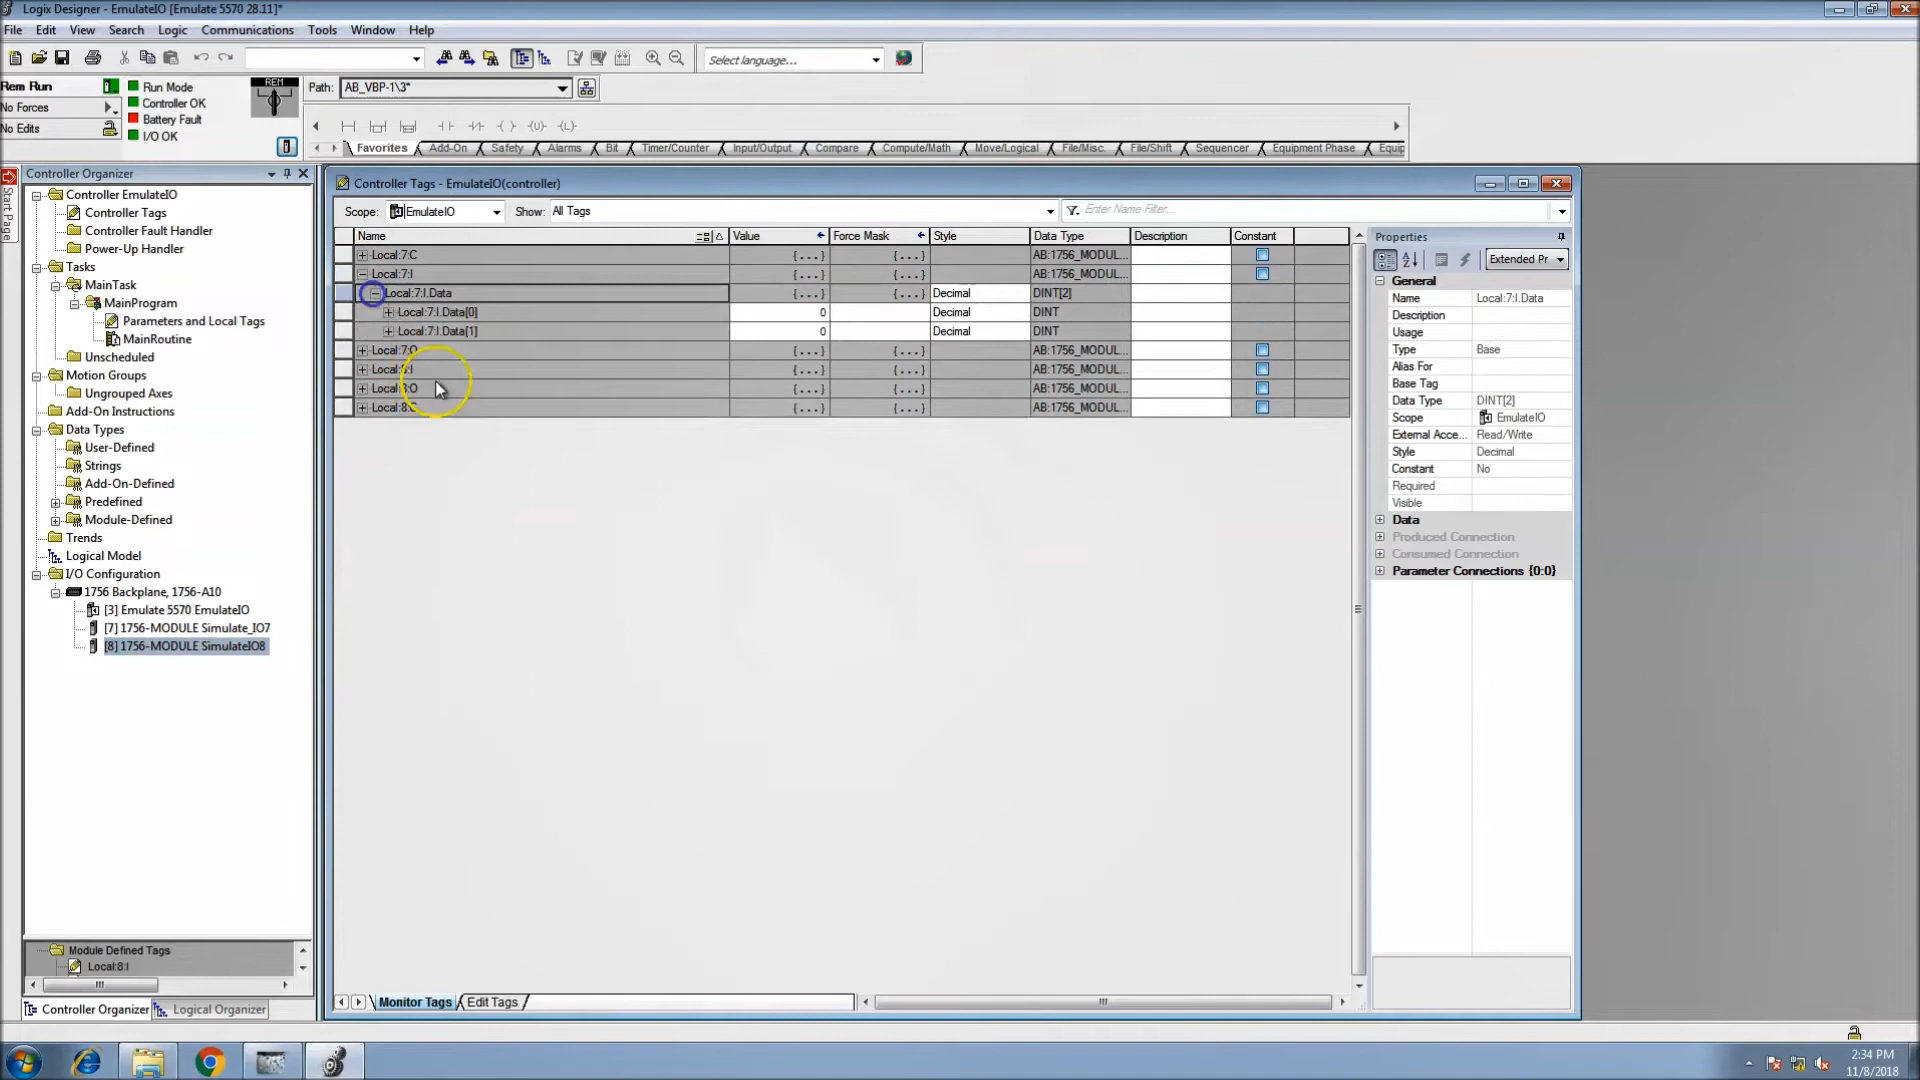 Logix Designer - EmulateIO [Emulate 5570 28.11]*
File Edit View Search Logic Communications Tools Window Help
Select language...
Rem Run
No Forces
No Edits
Run Mode
Controller OK
Battery Fault
I/O OK
REM
Path: AB_VBP-1\3*
Favorites Add-On Safety Alarms Bit Timer/Counter Input/Output Compare Compute/Math Move/Logical File/Misc. File/Shift Sequencer Equipment Phase Equip
Start Page
Controller Organizer
Controller EmulateIO
Controller Tags
Controller Fault Handler
Power-Up Handler
Tasks
MainTask
MainProgram
Parameters and Local Tags
MainRoutine
Unscheduled
Motion Groups
Ungrouped Axes
Add-On Instructions
Data Types
User-Defined
Strings
Add-On-Defined
Predefined
Module-Defined
Trends
Logical Model
I/O Configuration
1756 Backplane, 1756-A10
[3] Emulate 5570 EmulateIO
[7] 1756-MODULE Simulate_IO7
[8] 1756-MODULE SimulateIO8
Module Defined Tags
Local:8:I
Controller Organizer Logical Organizer
Controller Tags - EmulateIO(controller)
Scope: EmulateIO Show: All Tags Enter Name Filter...
Name Value Force Mask Style Data Type Description Constant
Local:7:C {...} {...} AB:1756_MODUL...
Local:7:I {...} {...} AB:1756_MODUL...
Local:7:I.Data {...} {...} Decimal DINT[2]
Local:7:I.Data[0] 0 Decimal DINT
Local:7:I.Data[1] 0 Decimal DINT
Local:7:O {...} {...} AB:1756_MODUL...
Local:8:I {...} {...} AB:1756_MODUL...
Local:8:O {...} {...} AB:1756_MODUL...
Local:8:C {...} {...} AB:1756_MODUL...
Monitor Tags Edit Tags
Properties
Extended Pr
General
Name Local:7:I.Data
Description
Usage
Type Base
Alias For
Base Tag
Data Type DINT[2]
Scope EmulateIO
External Acce... Read/Write
Style Decimal
Constant No
Required
Visible
Data
Produced Connection
Consumed Connection
Parameter Connections {0:0}
2:34 PM
11/8/2018